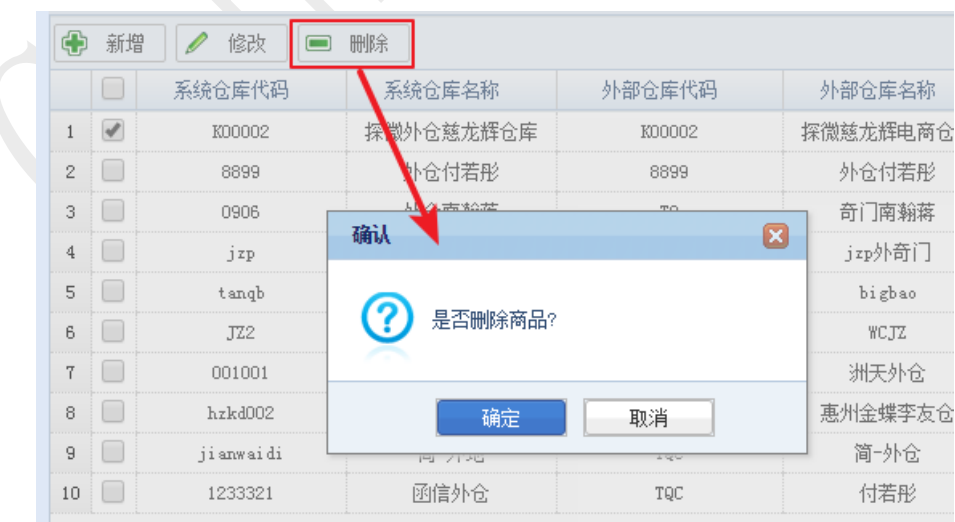 新增 修改 删除
系统仓库代码 系统仓库名称 外部仓库代码 外部仓库名称
1 K00002 探微外仓慈龙辉仓库 K00002 探微慈龙辉电商仓
2 8899 外仓付若彤 8899 外仓付若彤
3 0906 奇门南翰蒋
确认
4 jzp jzp外奇门
5 tanqb bigbao
是否删除商品?
6 JZ2 WCJZ
7 001001 洲天外仓
8 hzkd002 惠州金蝶李友仓
确定 取消
9 jianwaidi 简-外仓
10 1233321 函信外仓 TQC 付若彤